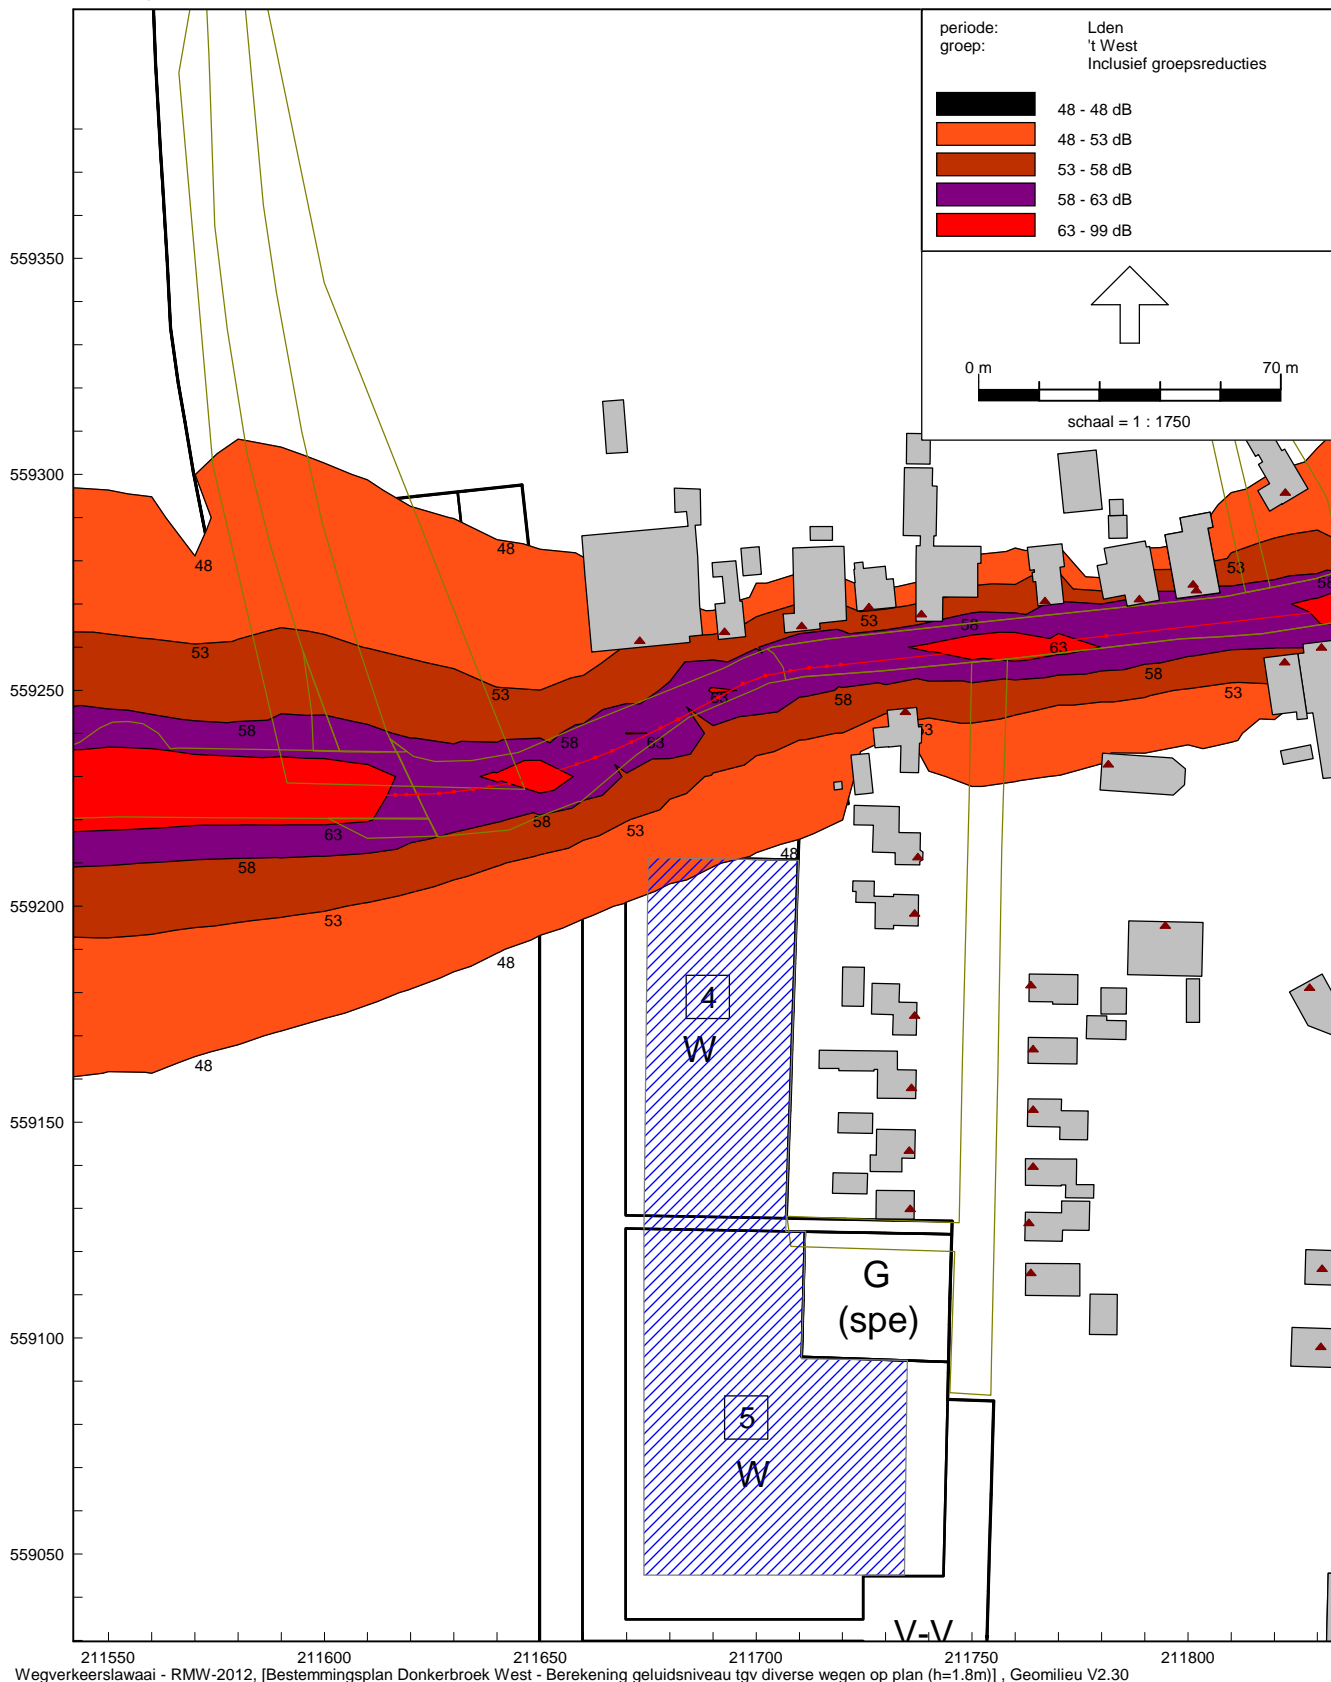 periode: Lden
groep: 't West
Inclusief groepsreducties
48 - 48 dB
48 - 53 dB
53 - 58 dB
58 - 63 dB
63 - 99 dB
0 m 70 m
schaal = 1 : 1750
559350
559300
48
48
53
58
53
53
58
63
559250
53
53
58
53
58
53
58
58
63
63
53
58
63
53
58
48
53
559200
48
48
4
W
559150
G
(spe)
559100
5
W
559050
V-V
211550 211600 211650 211700 211750 211800
Wegverkeerslawaai - RMW-2012, [Bestemmingsplan Donkerbroek West - Berekening geluidsniveau tgv diverse wegen op plan (h=1.8m)] , Geomilieu V2.30